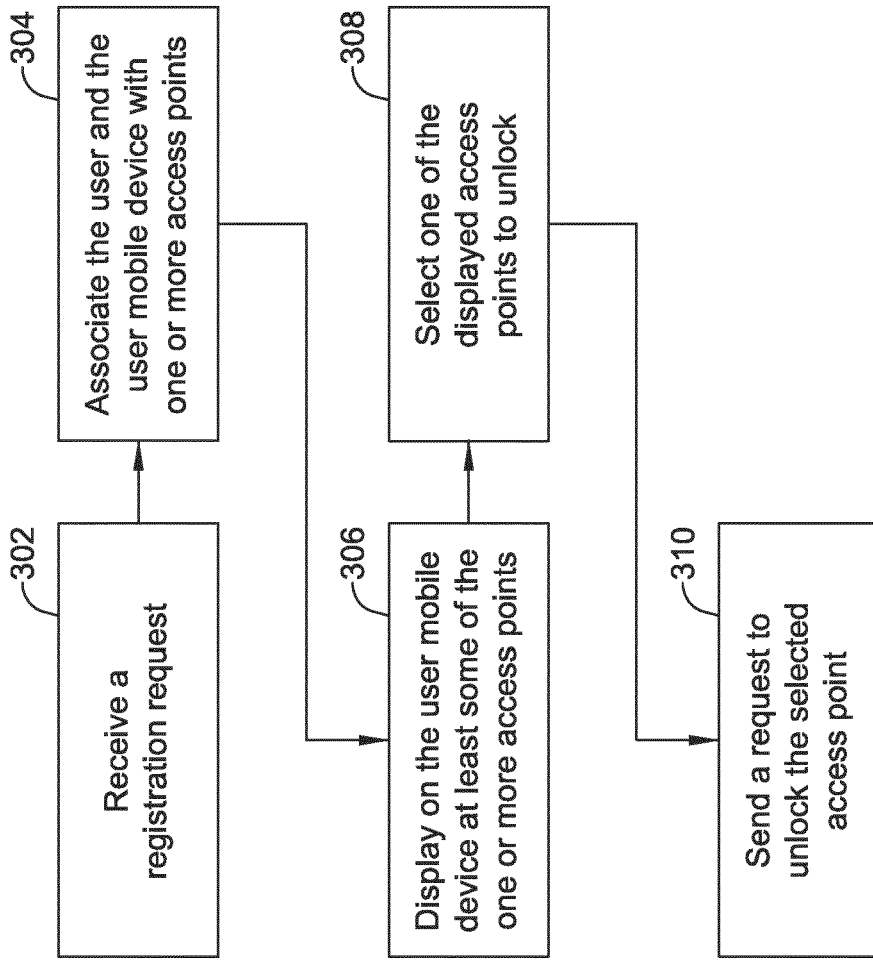 302
Receive a
registration request
304
Associate the user and the
user mobile device with
one or more access points
306
Display on the user mobile
device at least some of the
one or more access points
308
Select one of the
displayed access
points to unlock
310
Send a request to
unlock the selected
access point